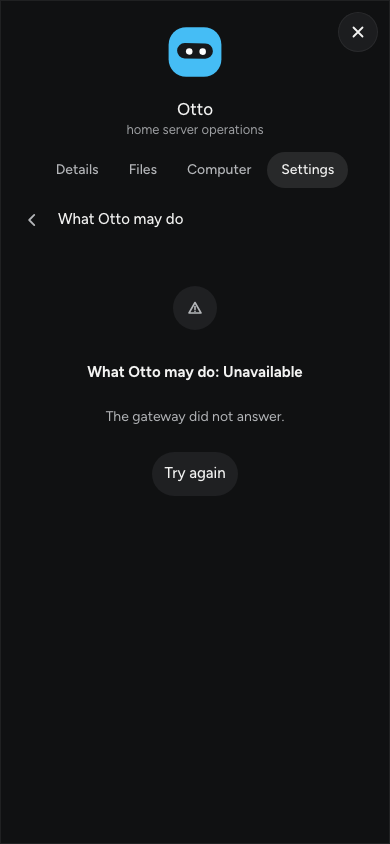 Otto
home server operations
Details Files Computer Settings
What Otto may do
What Otto may do: Unavailable
The gateway did not answer.
Try again